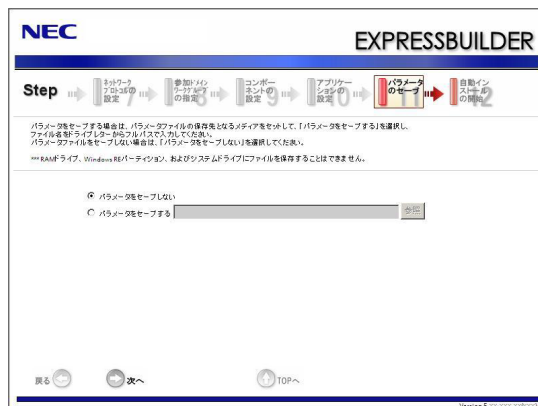 NEC
EXPRESSBUILDER
Step
ネットワーク
プロトコルの
設定 7
参加ドメイン
ワークグループ
の指定 8
コンポー
ネントの
設定 9
アプリケー
ションの
設定 10
パラメータ
のセーブ 11
自動イン
ストール
の開始 12
パラメータをセーブする場合は、パラメータファイルの保存先となるメディアをセットして、「パラメータをセーブする」を選択し、
ファイル名をドライブレターからフルパスで入力してください。
パラメータファイルをセーブしない場合は、「パラメータをセーブしない」を選択してください。
*** RAMドライブ、Windows REパーティション、およびシステムドライブにファイルを保存することはできません。
パラメータをセーブしない
パラメータをセーブする
参照
戻る
次へ
TOPへ